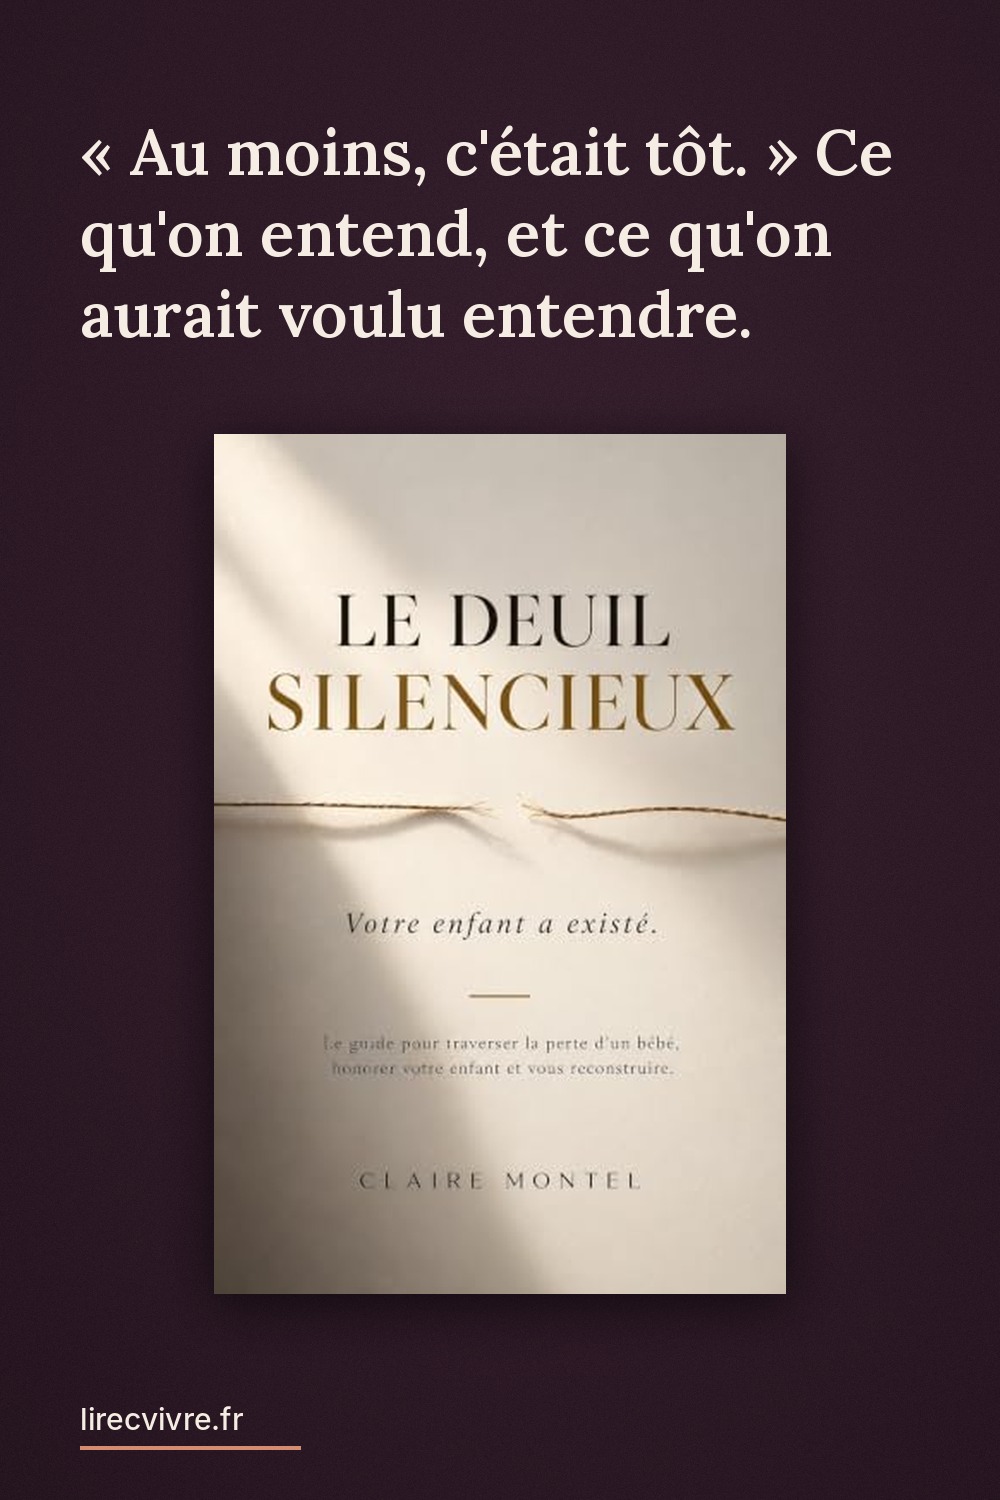 « Au moins, c'était tôt. » Ce
qu'on entend, et ce qu'on
aurait voulu entendre.
LE DEUIL
SILENCIEUX
Votre enfant a existé.
Le guide pour traverser la perte d'un bébé,
honorer votre enfant et vous reconstruire.
CLAIRE MONTEL
lirecvivre.fr